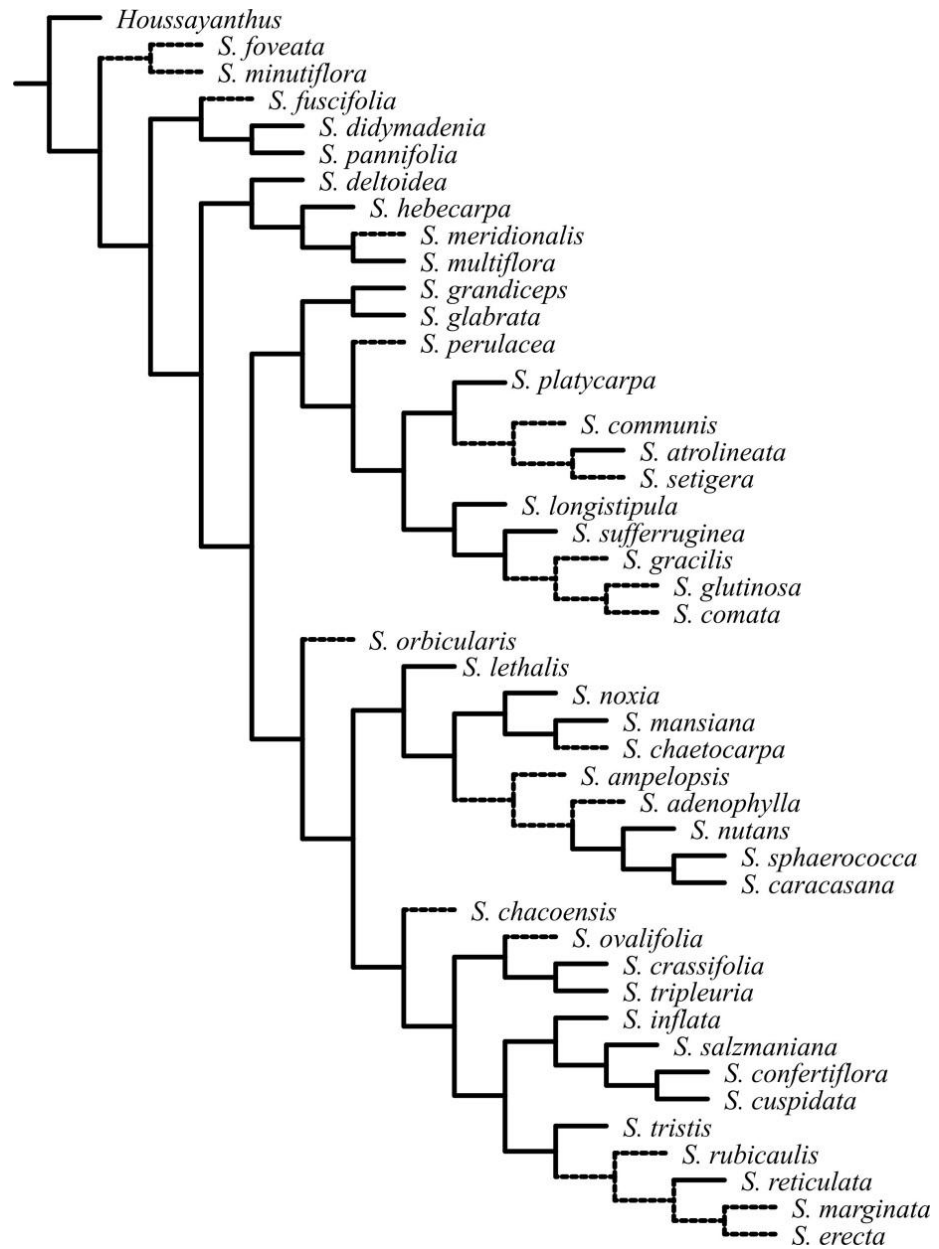 Houssayanthus
S. foveata
S. minutiflora
S. fuscifolia
S. didymadenia
S. pannifolia
S. deltoidea
S. hebecarpa
S. meridionalis
S. multiflora
S. grandiceps
S. glabrata
S. perulacea
S. platycarpa
S. communis
S. atrolineata
S. setigera
S. longistipula
S. sufferruginea
S. gracilis
S. glutinosa
S. comata
S. orbicularis
S. lethalis
S. noxia
S. mansiana
S. chaetocarpa
S. ampelopsis
S. adenophylla
S. nutans
S. sphaerococca
S. caracasana
S. chacoensis
S. ovalifolia
S. crassifolia
S. tripleuria
S. inflata
S. salzmaniana
S. confertiflora
S. cuspidata
S. tristis
S. rubicaulis
S. reticulata
S. marginata
S. erecta